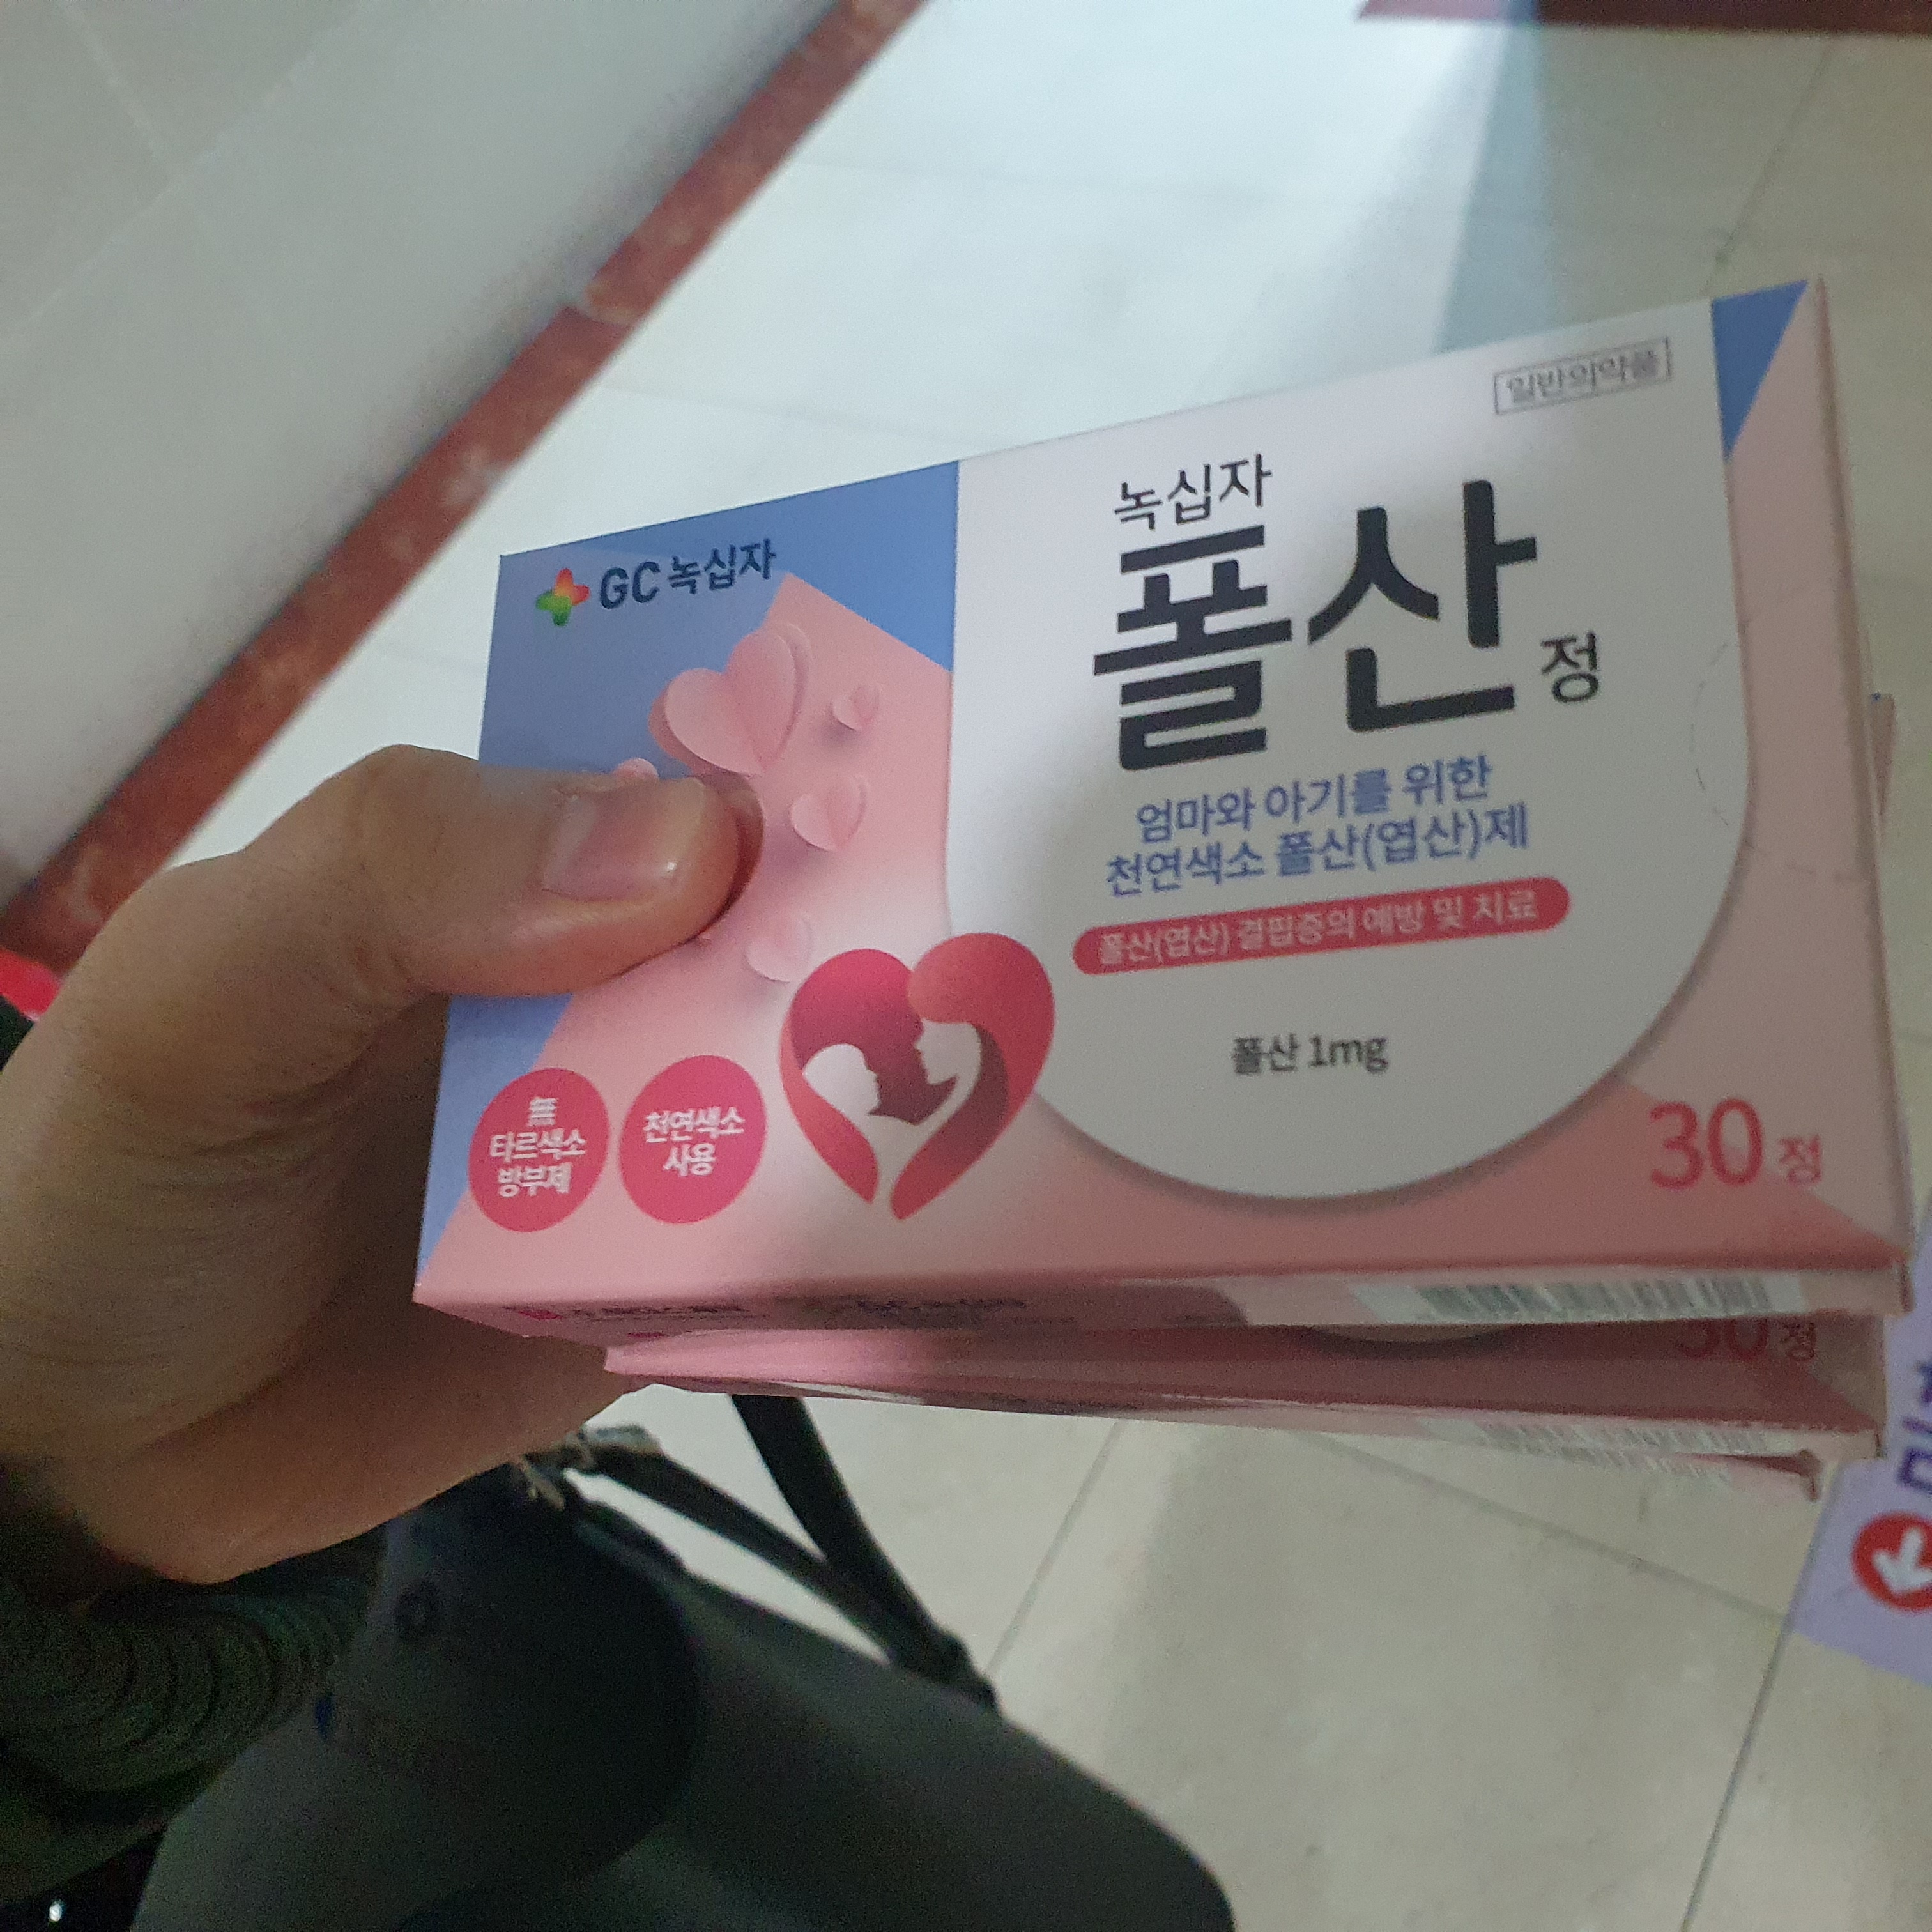 일반의약품
GC 녹십자
녹십자
폴산 정
엄마와 아기를 위한
천연색소 폴산(엽산)제
폴산(엽산) 결핍증의 예방 및 치료
폴산 1mg
無
타르색소
방부제
천연색소
사용
30 정
30 정